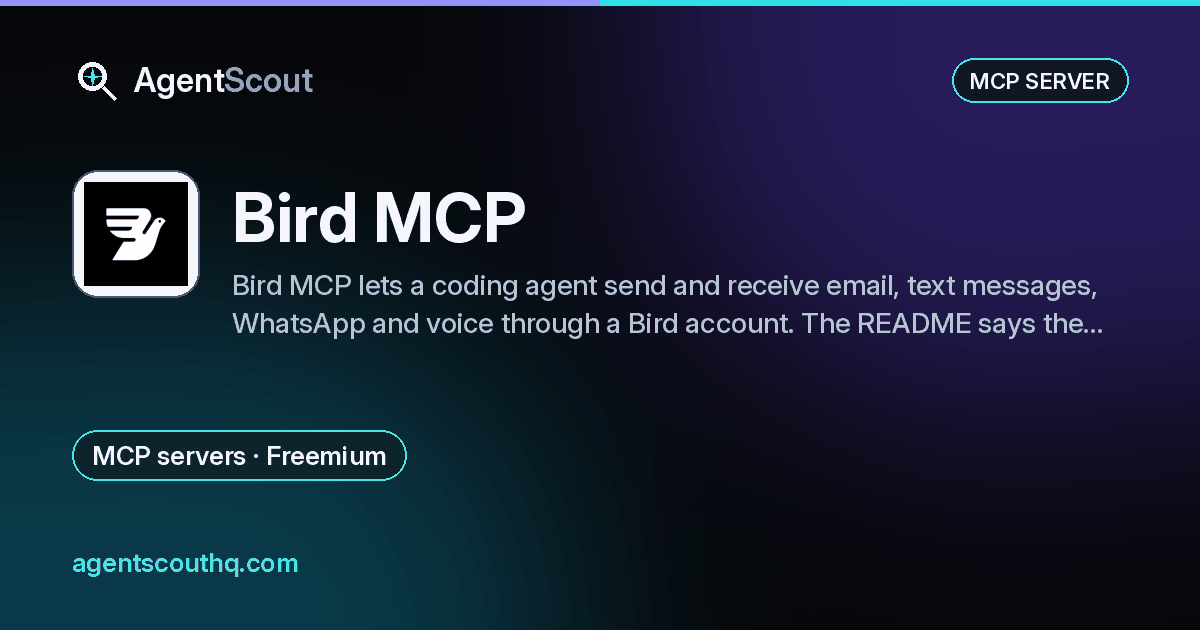 AgentScout
MCP SERVER
Bird MCP
Bird MCP lets a coding agent send and receive email, text messages,
WhatsApp and voice through a Bird account. The README says the...
MCP servers · Freemium
agentscouthq.com